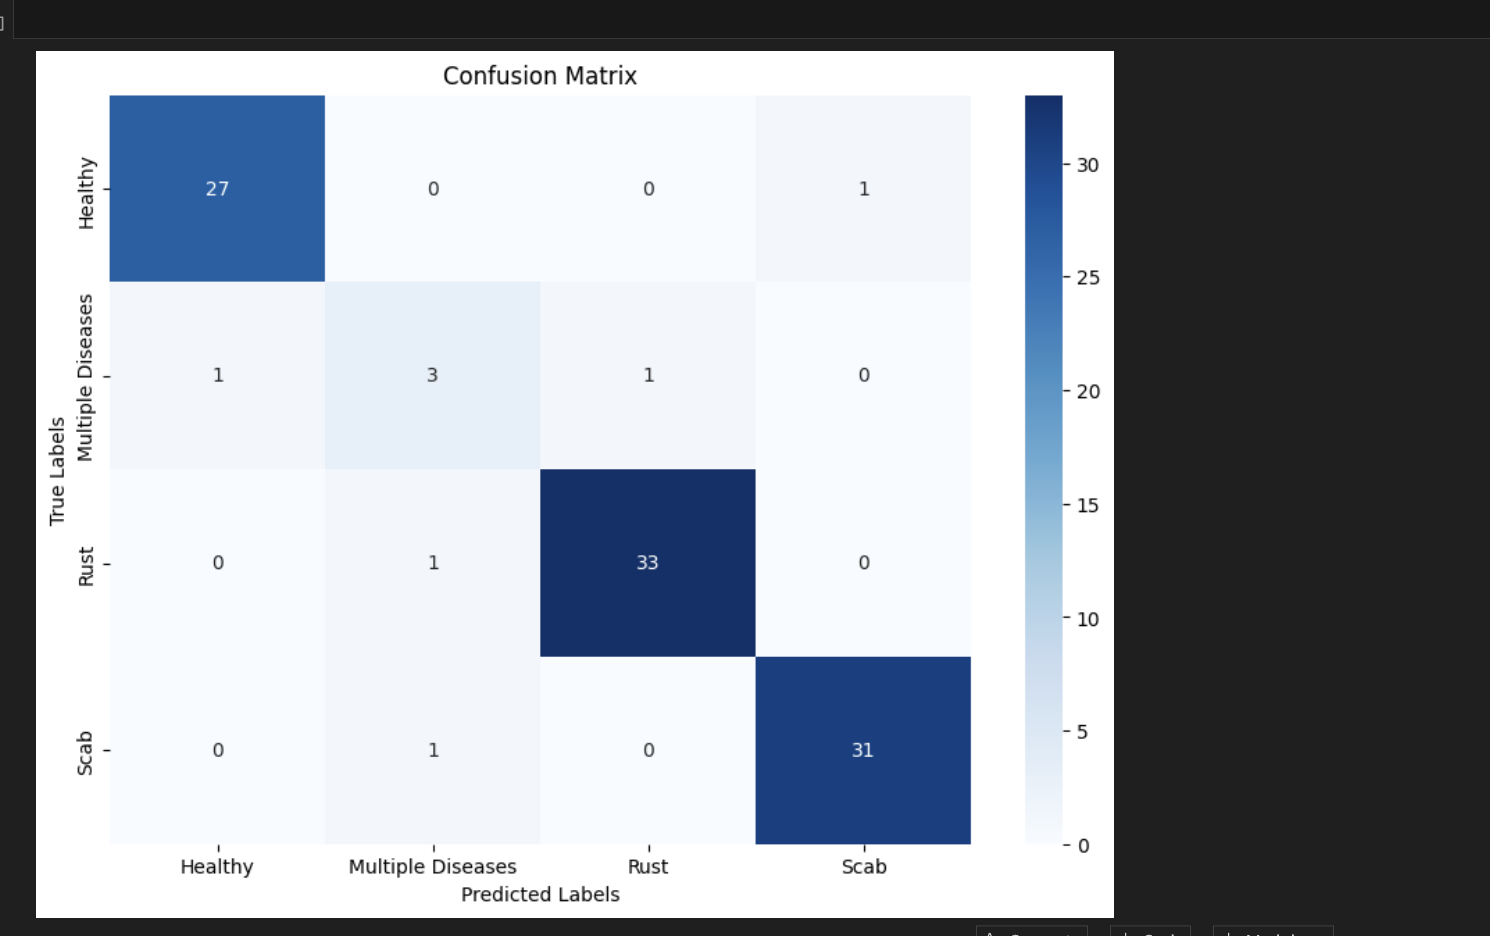 Confusion Matrix
Healthy
27 0 0 1
Multiple Diseases
1 3 1 0
Rust
0 1 33 0
Scab
0 1 0 31
True Labels
Healthy Multiple Diseases Rust Scab
Predicted Labels
30
25
20
15
10
5
0